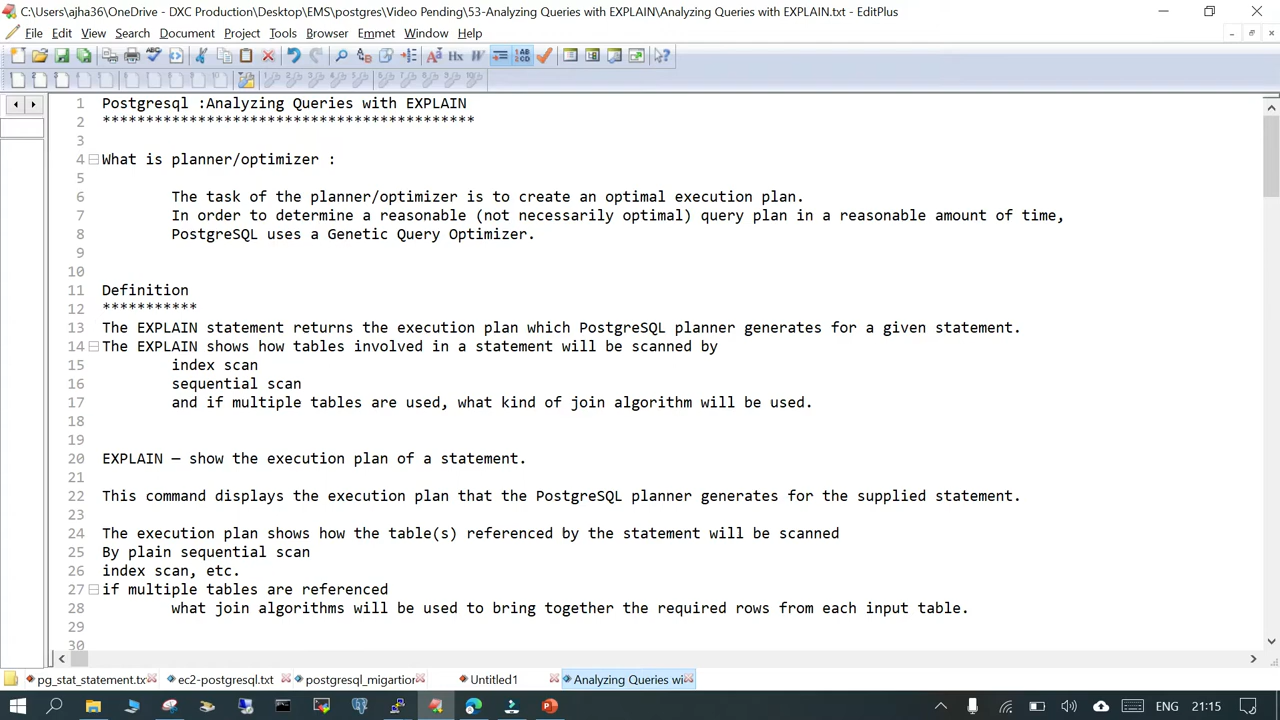 C:\Users\ajha36\OneDrive - DXC Production\Desktop\EMS\postgres\Video Pending\53-Analyzing Queries with EXPLAIN\Analyzing Queries with EXPLAIN.txt - EditPlus
File Edit View Search Document Project Tools Browser Emmet Window Help
1 Postgresql :Analyzing Queries with EXPLAIN
2 *******************************************
3
4 What is planner/optimizer :
5
6 The task of the planner/optimizer is to create an optimal execution plan.
7 In order to determine a reasonable (not necessarily optimal) query plan in a reasonable amount of time,
8 PostgreSQL uses a Genetic Query Optimizer.
9
10
11 Definition
12 ***********
13 The EXPLAIN statement returns the execution plan which PostgreSQL planner generates for a given statement.
14 The EXPLAIN shows how tables involved in a statement will be scanned by
15 index scan
16 sequential scan
17 and if multiple tables are used, what kind of join algorithm will be used.
18
19
20 EXPLAIN — show the execution plan of a statement.
21
22 This command displays the execution plan that the PostgreSQL planner generates for the supplied statement.
23
24 The execution plan shows how the table(s) referenced by the statement will be scanned
25 By plain sequential scan
26 index scan, etc.
27 if multiple tables are referenced
28 what join algorithms will be used to bring together the required rows from each input table.
29
30
pg_stat_statement.tx ec2-postgresql.txt postgresql_migartior Untitled1 Analyzing Queries wi
ENG 21:15